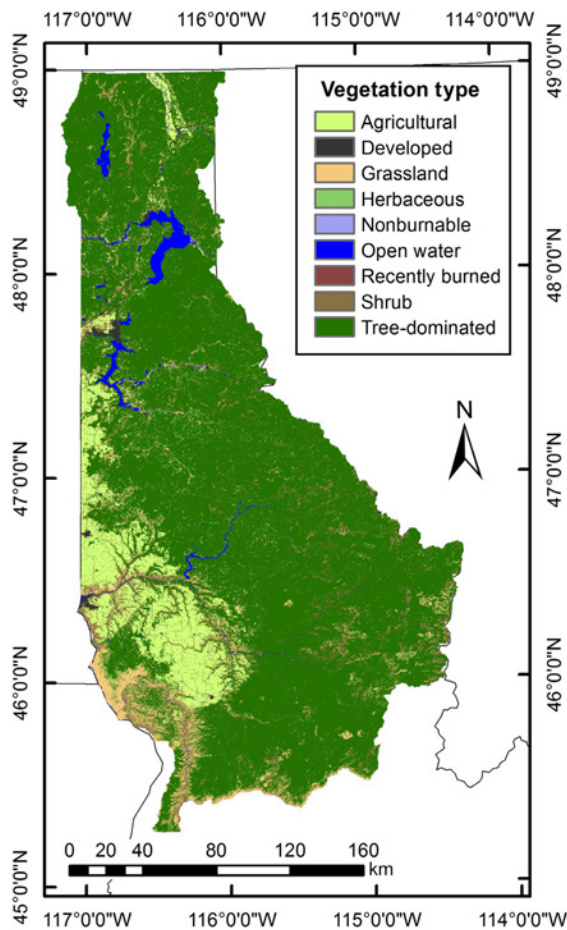 117°0'0"W 116°0'0"W 115°0'0"W 114°0'0"W
49°0'0"N
48°0'0"N
47°0'0"N
46°0'0"N
45°0'0"N
Vegetation type
Agricultural
Developed
Grassland
Herbaceous
Nonburnable
Open water
Recently burned
Shrub
Tree-dominated
49°0'0"N
48°0'0"N
N
47°0'0"N
46°0'0"N
45°0'0"N
0 20 40 80 120 160
km
117°0'0"W 116°0'0"W 115°0'0"W 114°0'0"W